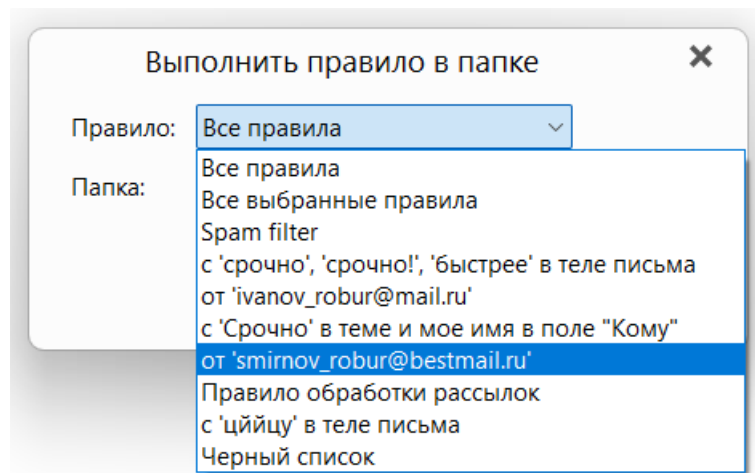 Выполнить правило в папке
Правило: Все правила
Папка:
Все правила
Все выбранные правила
Spam filter
с 'срочно', 'срочно!', 'быстрее' в теле письма
от 'ivanov_robur@mail.ru'
с 'Срочно' в теме и мое имя в поле "Кому"
от 'smirnov_robur@bestmail.ru'
Правило обработки рассылок
с 'цййцу' в теле письма
Черный список